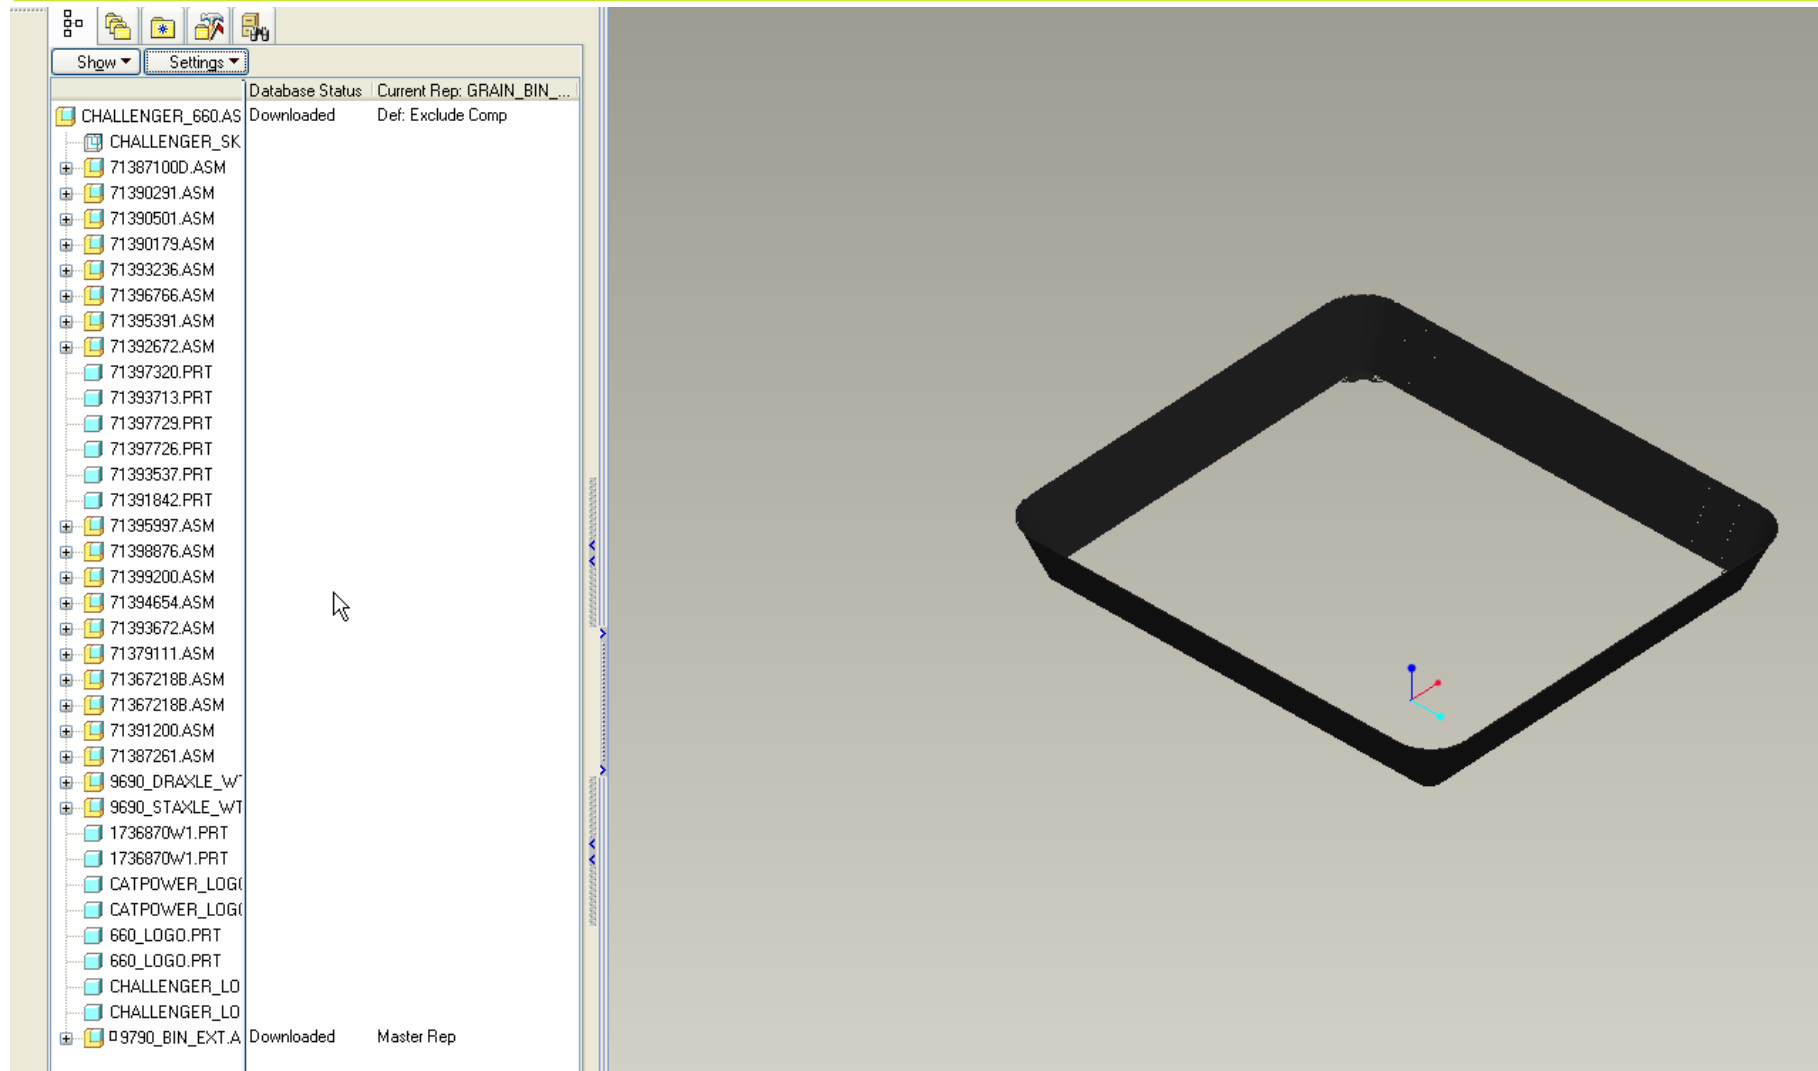 Show Settings
Database Status Current Rep: GRAIN_BIN_...
CHALLENGER_660.AS Downloaded Def: Exclude Comp
CHALLENGER_SK
71387100D.ASM
71390291.ASM
71390501.ASM
71390179.ASM
71393236.ASM
71396766.ASM
71395391.ASM
71392672.ASM
71397320.PRT
71393713.PRT
71397729.PRT
71397726.PRT
71393537.PRT
71391842.PRT
71395997.ASM
71398876.ASM
71399200.ASM
71394654.ASM
71393672.ASM
71379111.ASM
71367218B.ASM
71367218B.ASM
71391200.ASM
71387261.ASM
9690_DRAXLE_WT
9690_STAXLE_WT
1736870W1.PRT
1736870W1.PRT
CATPOWER_LOGO
CATPOWER_LOGO
660_LOGO.PRT
660_LOGO.PRT
CHALLENGER_LO
CHALLENGER_LO
9790_BIN_EXT.A Downloaded Master Rep